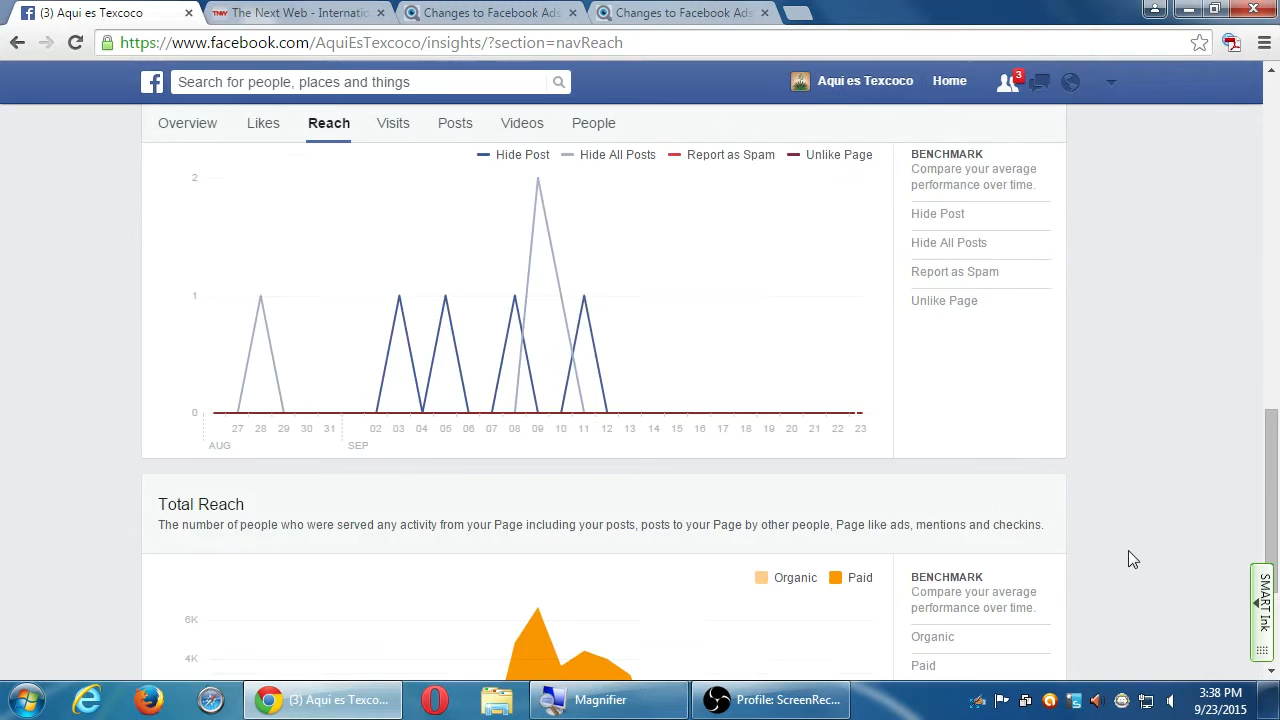 (3) Aqui es Texcoco
TNW The Next Web - Internatio
Changes to Facebook Ads
Changes to Facebook Ads
https://www.facebook.com/AquiEsTexcoco/insights/?section=navReach
Search for people, places and things
Aqui es Texcoco
Home
3
Overview Likes Reach Visits Posts Videos People
Hide Post Hide All Posts Report as Spam Unlike Page
BENCHMARK
Compare your average
performance over time.
Hide Post
Hide All Posts
Report as Spam
Unlike Page
2
1
0
27 28 29 30 31 02 03 04 05 06 07 08 09 10 11 12 13 14 15 16 17 18 19 20 21 22 23
AUG SEP
Total Reach
The number of people who were served any activity from your Page including your posts, posts to your Page by other people, Page like ads, mentions and checkins.
Organic Paid
BENCHMARK
Compare your average
performance over time.
Organic
Paid
6K
4K
SMART Ink
(3) Aqui es Texco...
Magnifier
Profile: ScreenRec...
3:38 PM
9/23/2015